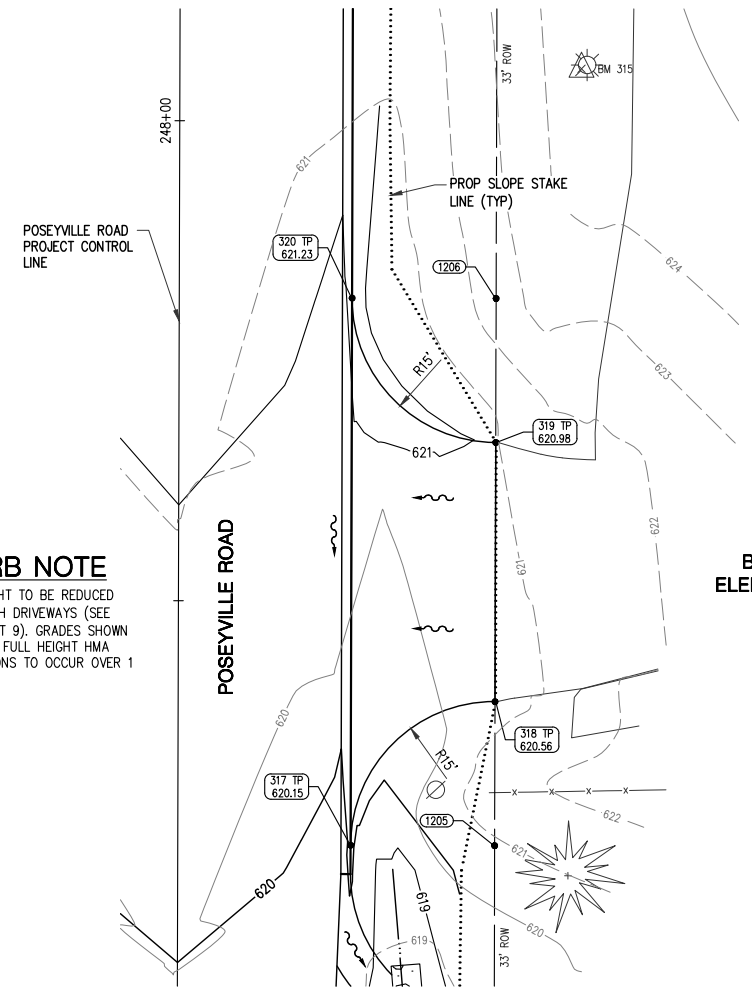 33' ROW
BM 315
248+00
621
PROP SLOPE STAKE
LINE (TYP)
POSEYVILLE ROAD
PROJECT CONTROL
LINE
320 TP
621.23
1206
624
R15'
623
319 TP
620.98
621
622
621
POSEYVILLE ROAD
RB NOTE
HT TO BE REDUCED
H DRIVEWAYS (SEE
T 9). GRADES SHOWN
FULL HEIGHT HMA
ONS TO OCCUR OVER 1
B
ELE
620
318 TP
620.56
R15'
317 TP
620.15
X X X X
622
1205
621
620
619
620
619
33' ROW